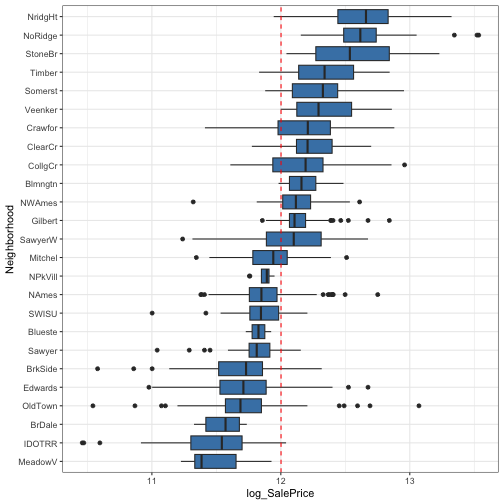 Neighborhood
NridgHt
NoRidge
StoneBr
Timber
Somerst
Veenker
Crawfor
ClearCr
CollgCr
Blmngtn
NWAmes
Gilbert
SawyerW
Mitchel
NPkVill
NAmes
SWISU
Blueste
Sawyer
BrkSide
Edwards
OldTown
BrDale
IDOTRR
MeadowV
11 12 13
log_SalePrice